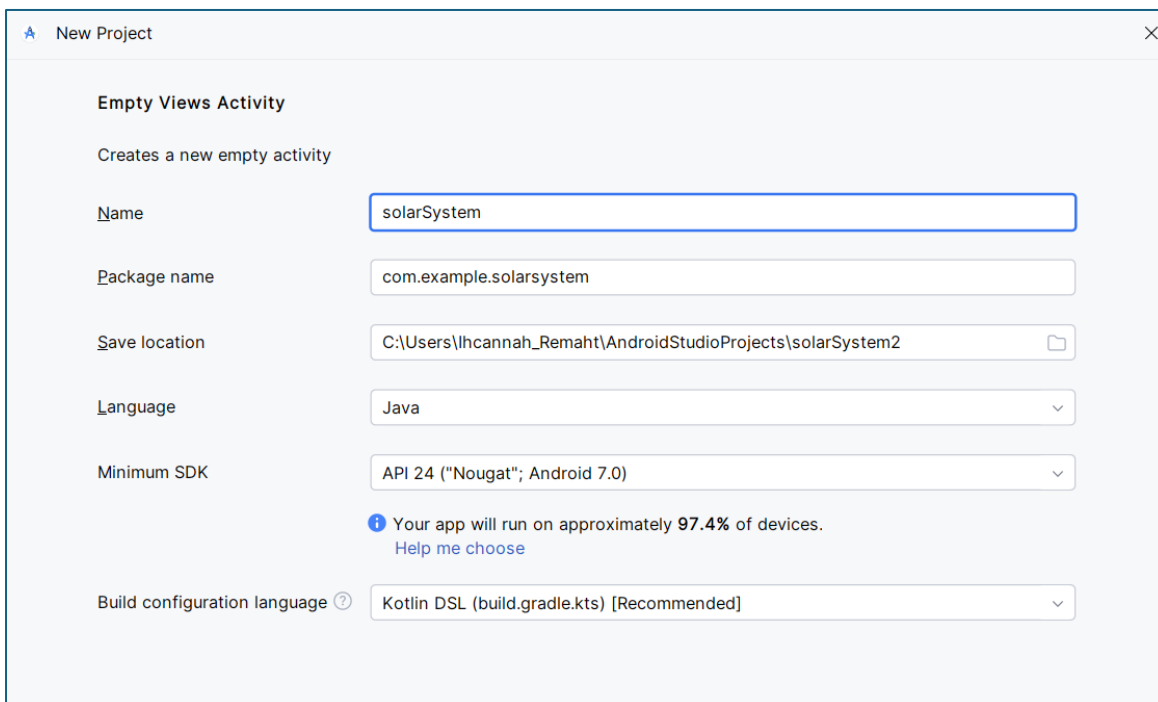 New Project
Empty Views Activity
Creates a new empty activity
Name
solarSystem
Package name
com.example.solarsystem
Save location
C:\Users\Ihcannah_Remaht\AndroidStudioProjects\solarSystem2
Language
Java
Minimum SDK
API 24 ("Nougat"; Android 7.0)
Your app will run on approximately 97.4% of devices.
Help me choose
Build configuration language
Kotlin DSL (build.gradle.kts) [Recommended]